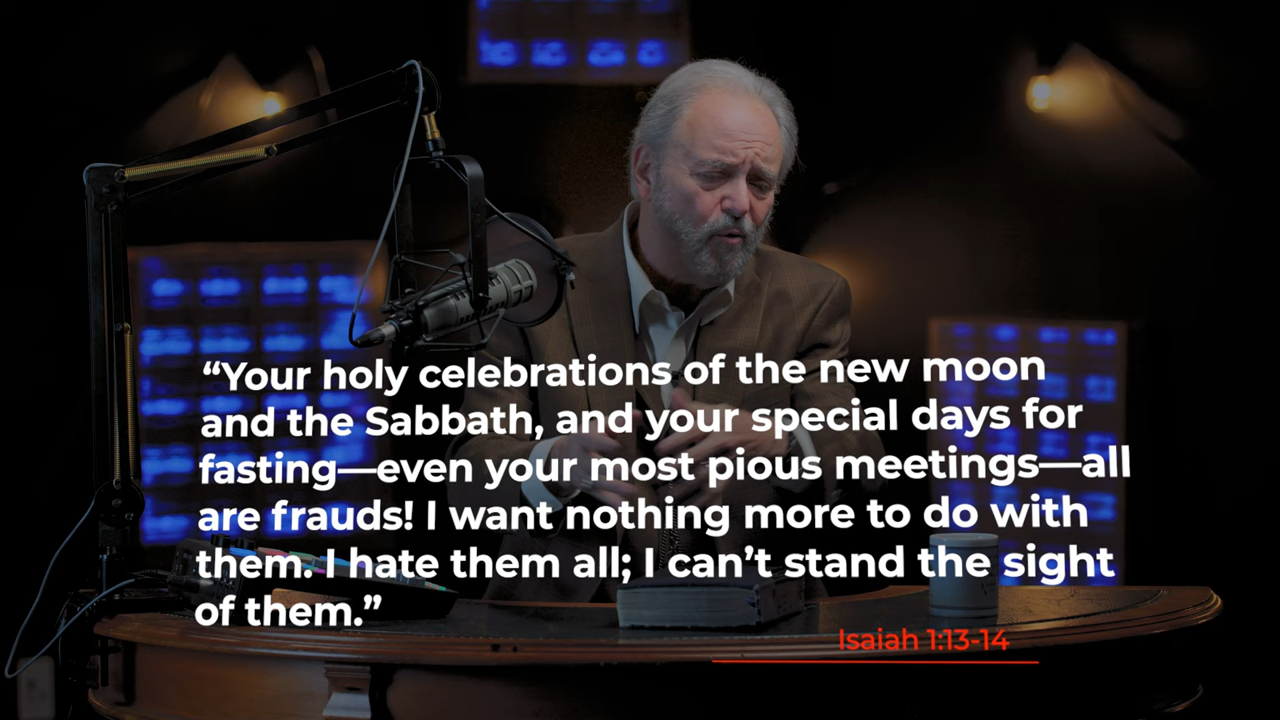 “Your holy celebrations of the new moon
and the Sabbath, and your special days for
fasting—even your most pious meetings—all
are frauds! I want nothing more to do with
them. I hate them all; I can’t stand the sight
of them.”
Isaiah 1:13-14